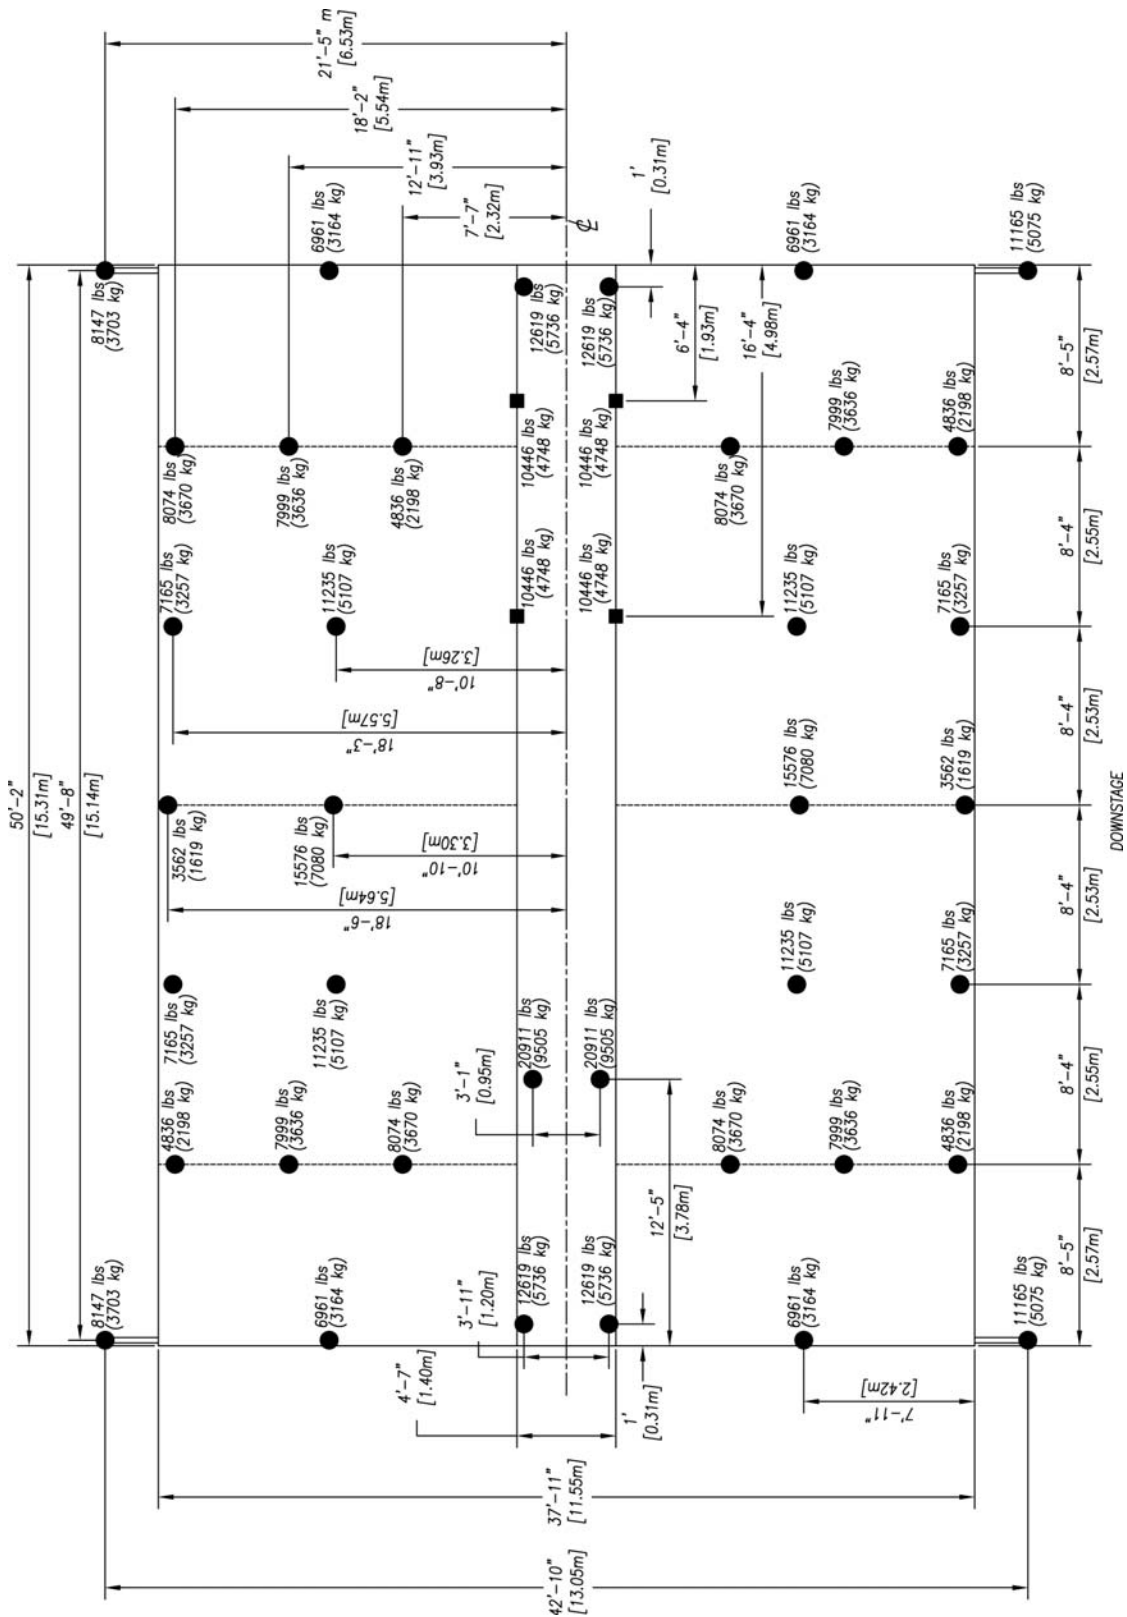 21'-5" m
[6.53m]
18'-2"
[5.54m]
12'-11"
[3.93m]
7'-7"
[2.32m]
1'
[0.31m]
50'-2"
[15.31m]
49'-8"
[15.14m]
8147 lbs
(3703 kg)
6961 lbs
(3164 kg)
6961 lbs
(3164 kg)
11165 lbs
(5075 kg)
12619 lbs
(5736 kg)
12619 lbs
(5736 kg)
6'-4"
[1.93m]
16'-4"
[4.98m]
8'-5"
[2.57m]
8074 lbs
(3670 kg)
7999 lbs
(3636 kg)
4836 lbs
(2198 kg)
10446 lbs
(4748 kg)
10446 lbs
(4748 kg)
8074 lbs
(3670 kg)
7999 lbs
(3636 kg)
4836 lbs
(2198 kg)
8'-4"
[2.55m]
7165 lbs
(3257 kg)
11235 lbs
(5107 kg)
10446 lbs
(4748 kg)
10446 lbs
(4748 kg)
11235 lbs
(5107 kg)
7165 lbs
(3257 kg)
10'-8"
[3.26m]
18'-3"
[5.57m]
8'-4"
[2.53m]
3562 lbs
(1619 kg)
15576 lbs
(7080 kg)
15576 lbs
(7080 kg)
3562 lbs
(1619 kg)
10'-10"
[3.30m]
18'-6"
[5.64m]
DOWNSTAGE
8'-4"
[2.53m]
7165 lbs
(3257 kg)
11235 lbs
(5107 kg)
11235 lbs
(5107 kg)
7165 lbs
(3257 kg)
3'-1"
[0.95m]
20911 lbs
(9505 kg)
20911 lbs
(9505 kg)
8'-4"
[2.55m]
4836 lbs
(2198 kg)
7999 lbs
(3636 kg)
8074 lbs
(3670 kg)
8074 lbs
(3670 kg)
7999 lbs
(3636 kg)
4836 lbs
(2198 kg)
12'-5"
[3.78m]
8'-5"
[2.57m]
8147 lbs
(3703 kg)
6961 lbs
(3164 kg)
3'-11"
[1.20m]
12619 lbs
(5736 kg)
12619 lbs
(5736 kg)
6961 lbs
(3164 kg)
11165 lbs
(5075 kg)
4'-7"
[1.40m]
1'
[0.31m]
7'-11"
[2.42m]
37'-11"
[11.55m]
42'-10"
[13.05m]